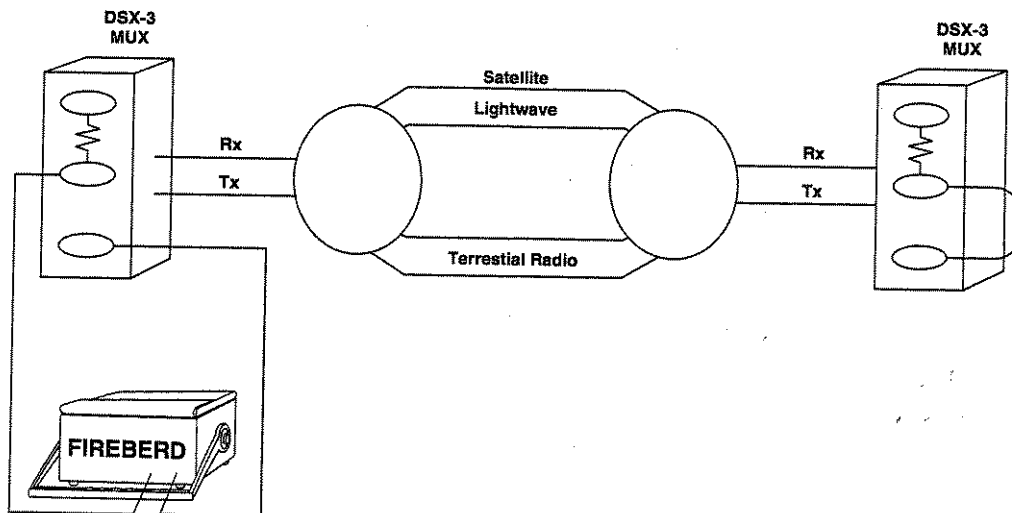 DSX-3
MUX
DSX-3
MUX
Satellite
Lightwave
Rx
Tx
Rx
Tx
Terrestial Radio
FIREBERD